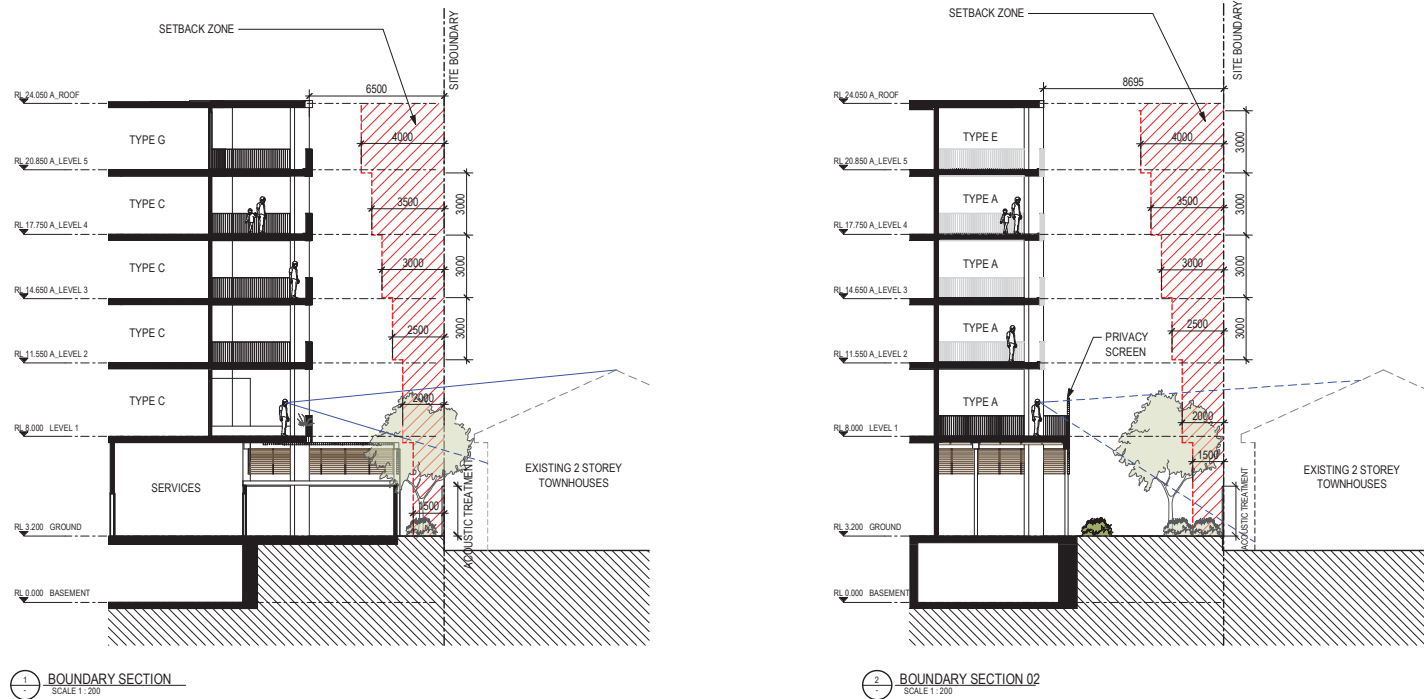 SETBACK ZONE
SITE BOUNDARY
6500
RL 24.050 A_ROOF
TYPE G
4000
RL 20.850 A_LEVEL 5
TYPE C
3500
3000
RL 17.750 A_LEVEL 4
TYPE C
3000
3000
RL 14.650 A_LEVEL 3
TYPE C
2500
3000
RL 11.550 A_LEVEL 2
TYPE C
2000
RL 8.000 LEVEL 1
SERVICES
EXISTING 2 STOREY
TOWNHOUSES
1500
ACOUSTIC TREATMENT
RL 3.200 GROUND
RL 0.000 BASEMENT
1
-
BOUNDARY SECTION
SCALE 1 : 200
SETBACK ZONE
SITE BOUNDARY
8695
RL 24.050 A_ROOF
TYPE E
4000
3000
RL 20.850 A_LEVEL 5
TYPE A
3500
3000
RL 17.750 A_LEVEL 4
TYPE A
3000
3000
RL 14.650 A_LEVEL 3
TYPE A
2500
3000
PRIVACY
SCREEN
RL 11.550 A_LEVEL 2
TYPE A
2000
RL 8.000 LEVEL 1
1500
EXISTING 2 STOREY
TOWNHOUSES
ACOUSTIC TREATMENT
RL 3.200 GROUND
RL 0.000 BASEMENT
2
-
BOUNDARY SECTION 02
SCALE 1 : 200